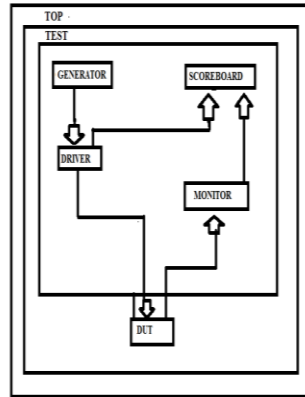 TOP
TEST
GENERATOR
SCOREBOARD
DRIVER
MONITOR
DUT